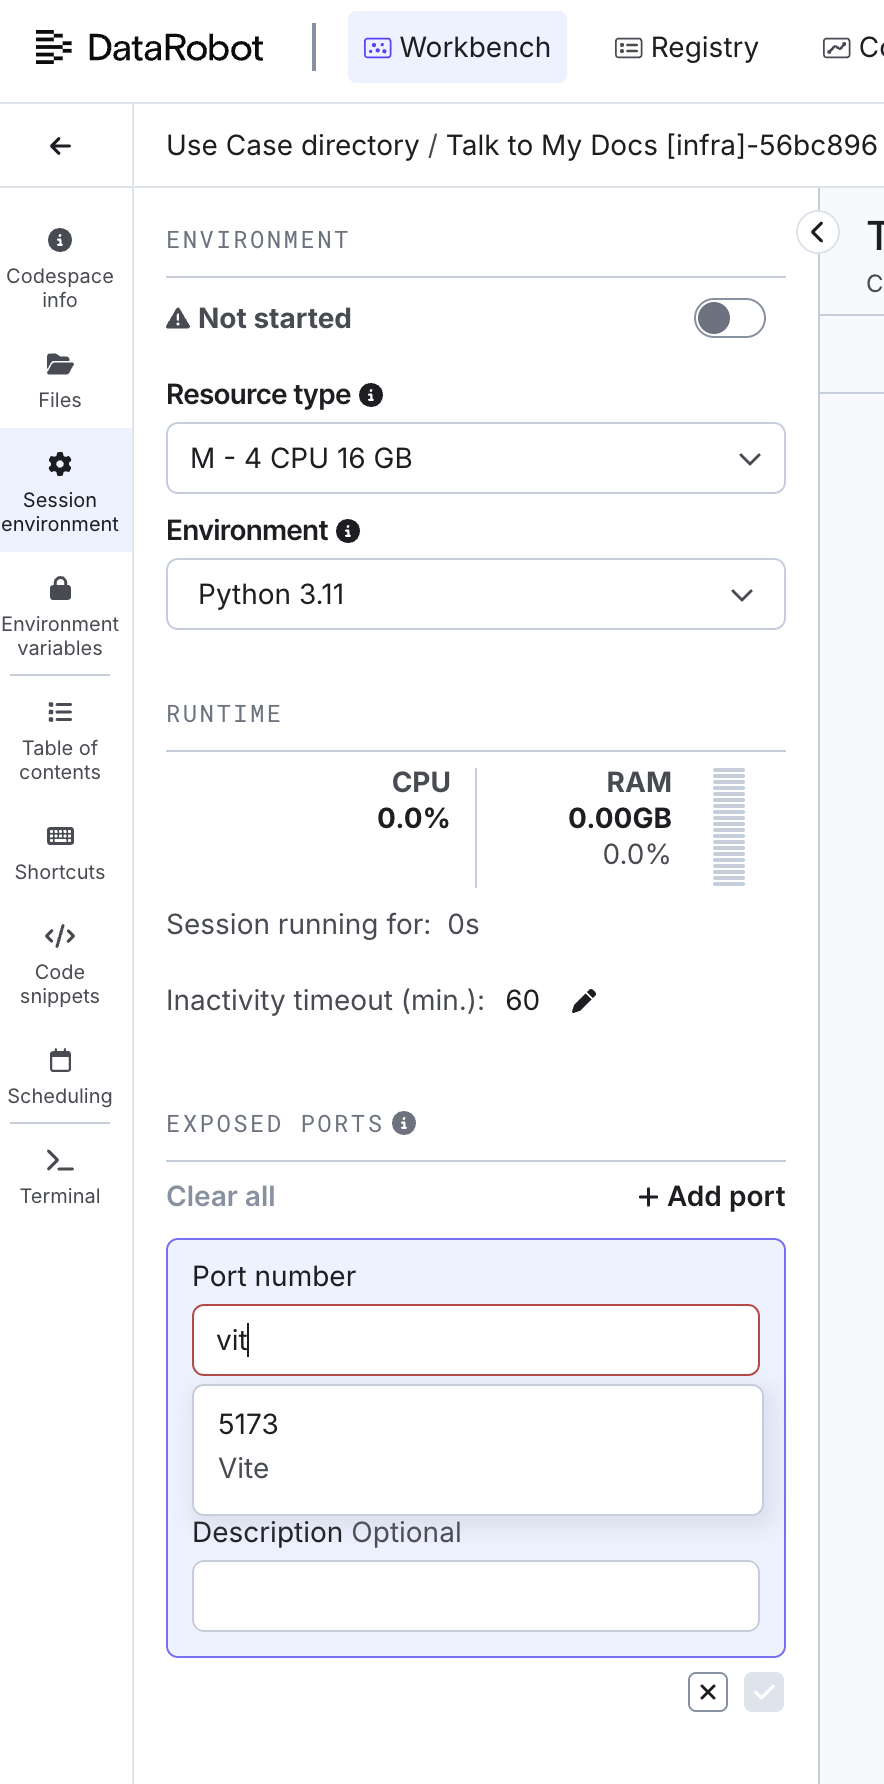 DataRobot
Workbench
Registry
Use Case directory / Talk to My Docs [infra]-56bc896
Codespace
info
Files
Session
environment
Environment
variables
Table of
contents
Shortcuts
Code
snippets
Scheduling
Terminal
ENVIRONMENT
Not started
Resource type
M - 4 CPU 16 GB
Environment
Python 3.11
RUNTIME
CPU
0.0%
RAM
0.00GB
0.0%
Session running for: 0s
Inactivity timeout (min.): 60
EXPOSED PORTS
Clear all
+ Add port
Port number
vit
5173
Vite
Description Optional